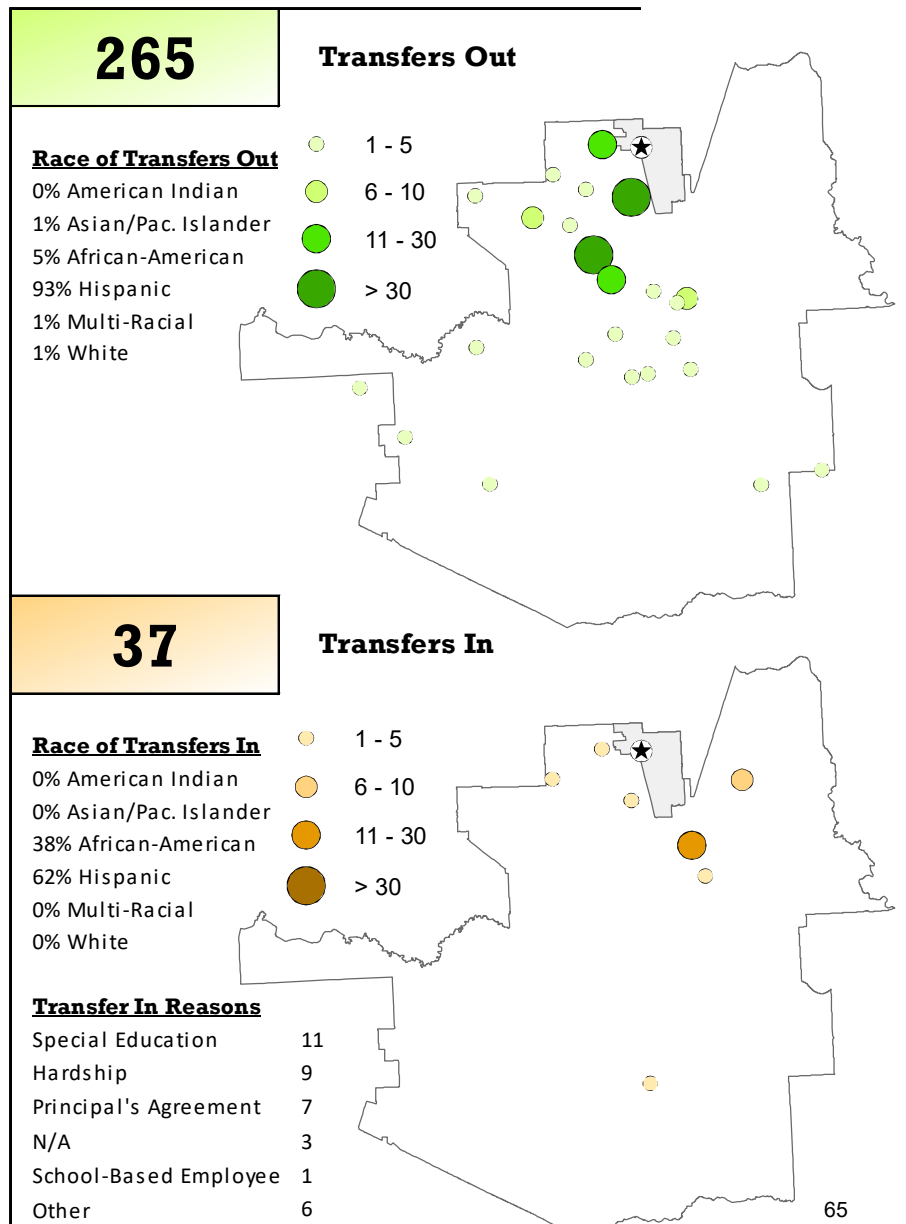 265
Transfers Out
Race of Transfers Out
0% American Indian
1% Asian/Pac. Islander
5% African-American
93% Hispanic
1% Multi-Racial
1% White
1 - 5
6 - 10
11 - 30
> 30
37
Transfers In
Race of Transfers In
0% American Indian
0% Asian/Pac. Islander
38% African-American
62% Hispanic
0% Multi-Racial
0% White
1 - 5
6 - 10
11 - 30
> 30
Transfer In Reasons
Special Education 11
Hardship 9
Principal's Agreement 7
N/A 3
School-Based Employee 1
Other 6
65